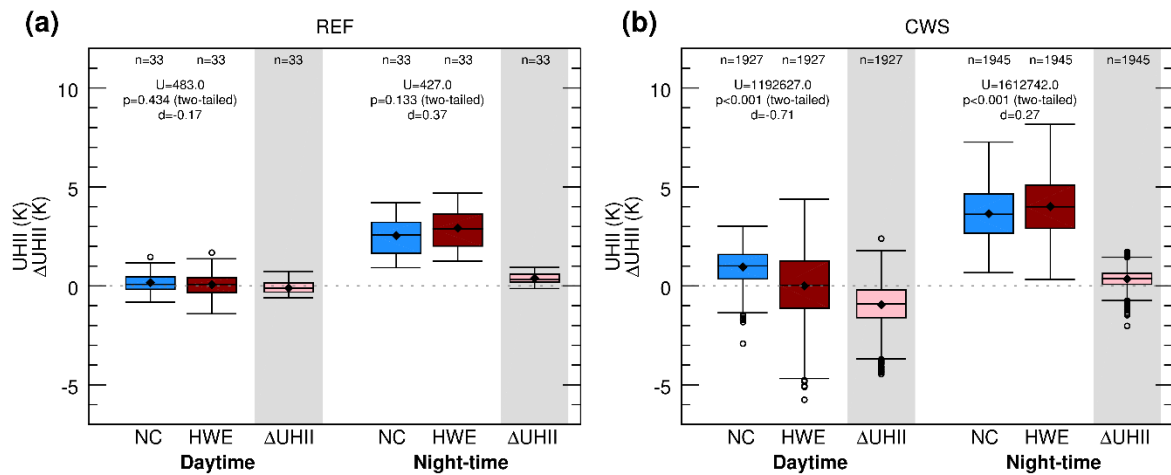 (a)
REF
n=33
n=33
n=33
n=33
n=33
n=33
U=483.0
p=0.434 (two-tailed)
d=-0.17
U=427.0
p=0.133 (two-tailed)
d=0.37
UHII (K)
ΔUHII (K)
10
5
0
-5
NC
HWE
ΔUHII
NC
HWE
ΔUHII
Daytime
Night-time
(b)
CWS
n=1927
n=1927
n=1927
n=1945
n=1945
n=1945
U=1192627.0
p<0.001 (two-tailed)
d=-0.71
U=1612742.0
p<0.001 (two-tailed)
d=0.27
UHII (K)
ΔUHII (K)
10
5
0
-5
NC
HWE
ΔUHII
NC
HWE
ΔUHII
Daytime
Night-time